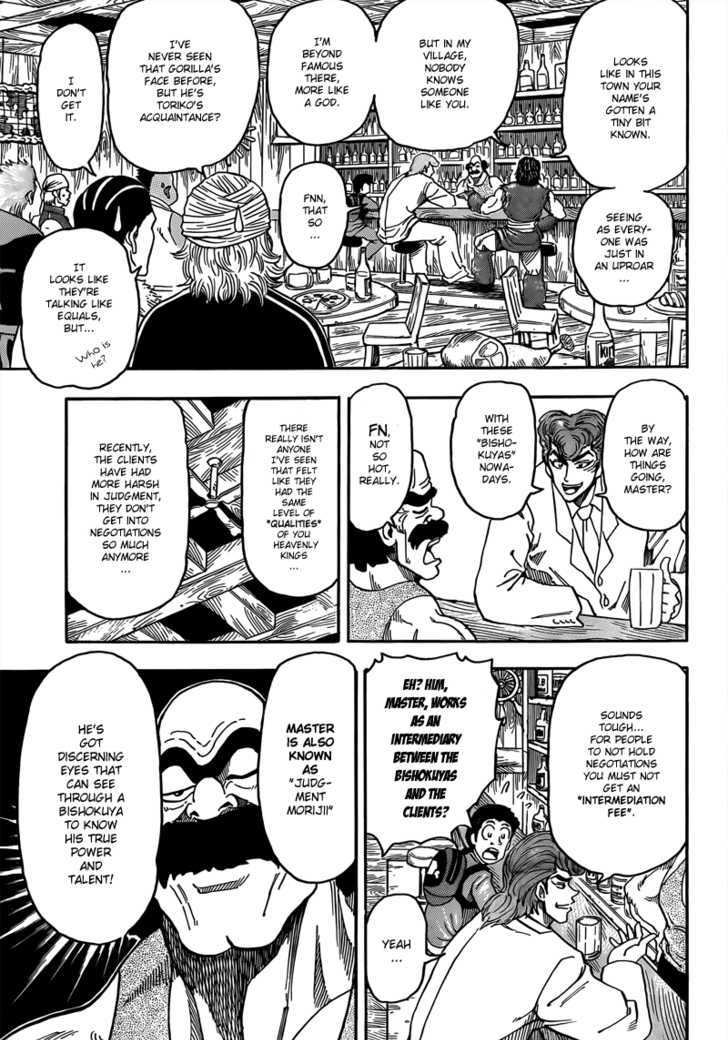 LOOKS
LIKE IN THIS
TOWN YOUR
NAME'S
GOTTEN A
TINY BIT
KNOWN.
SEEING
AS EVERY-
ONE WAS
JUST IN
AN UPROAR
...
BUT IN MY
VILLAGE,
NOBODY
KNOWS
SOMEONE
LIKE YOU.
I'M
BEYOND
FAMOUS
THERE,
MORE LIKE
A GOD.
FNN,
THAT
SO
...
I'VE
NEVER SEEN
THAT GORILLA'S
FACE BEFORE,
BUT HE'S
TORIKO'S
ACQUAINTANCE?
I
DON'T
GET
IT.
IT
LOOKS LIKE
THEY'RE
TALKING LIKE
EQUALS,
BUT...
WHO IS
HE?
BY
THE WAY,
HOW ARE
THINGS
GOING,
MASTER?
WITH
THESE
"BISHO-
KUYAS"
NOWA-
DAYS.
FN,
NOT
SO
HOT,
REALLY.
THERE
REALLY ISN'T
ANYONE
I'VE SEEN
THAT FELT
LIKE THEY
HAD THE
SAME
LEVEL OF
"QUALITIES"
OF YOU
HEAVENLY
KINGS
...
RECENTLY,
THE CLIENTS
HAVE HAD
MORE HARSH
IN JUDGMENT,
THEY DON'T
GET INTO
NEGOTIATIONS
SO MUCH
ANYMORE
...
SOUNDS
TOUGH...
FOR PEOPLE
TO NOT HOLD
NEGOTIATIONS
YOU MUST NOT
GET AN
"INTERMEDIATION
FEE".
EH? HIM,
MASTER, WORKS
AS AN
INTERMEDIARY
BETWEEN THE
BISHOKUYAS
AND THE
CLIENTS?
YEAH
...
MASTER
IS ALSO
KNOWN
AS
"JUDG-
MENT
MORIJII"
HE'S
GOT
DISCERNING
EYES THAT
CAN SEE
THROUGH A
BISHOKUYA
TO KNOW
HIS TRUE
POWER
AND
TALENT!